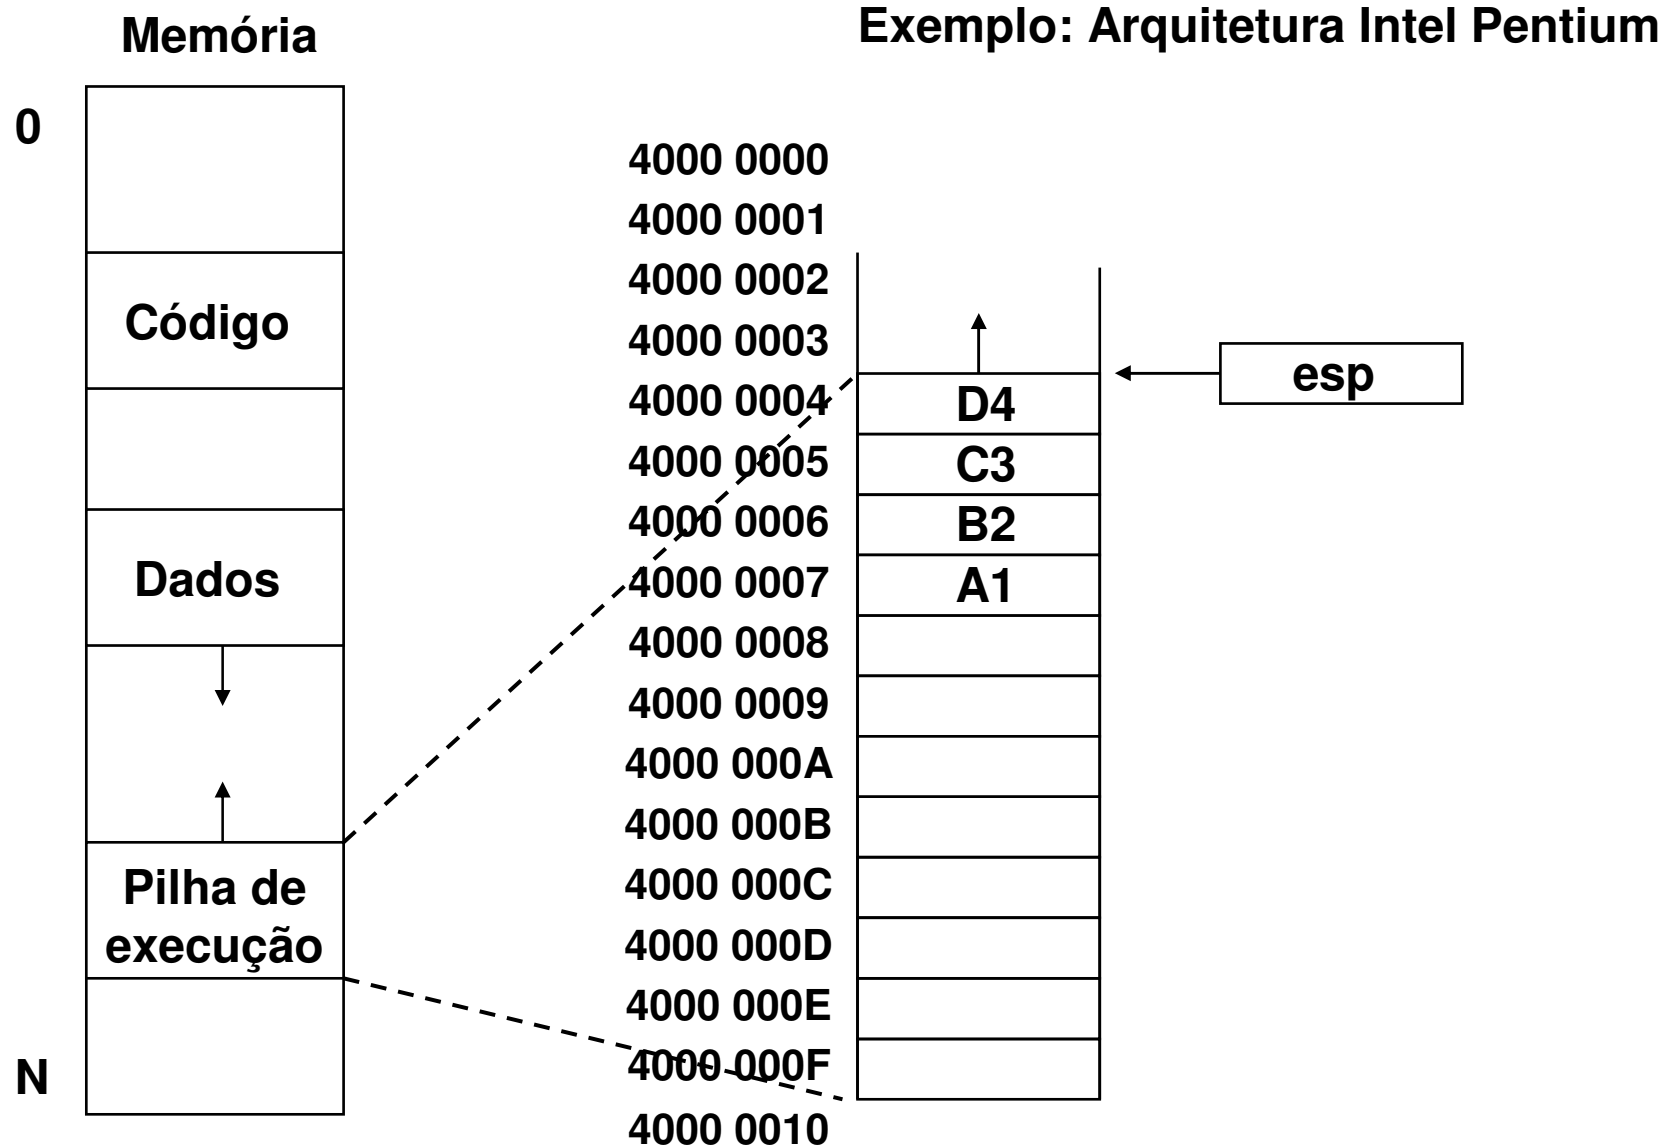 Memória
Exemplo: Arquitetura Intel Pentium
0
Código
Dados
Pilha de
execução
N
4000 0000
4000 0001
4000 0002
4000 0003
4000 0004
4000 0005
4000 0006
4000 0007
4000 0008
4000 0009
4000 000A
4000 000B
4000 000C
4000 000D
4000 000E
4000 000F
4000 0010
D4
C3
B2
A1
esp